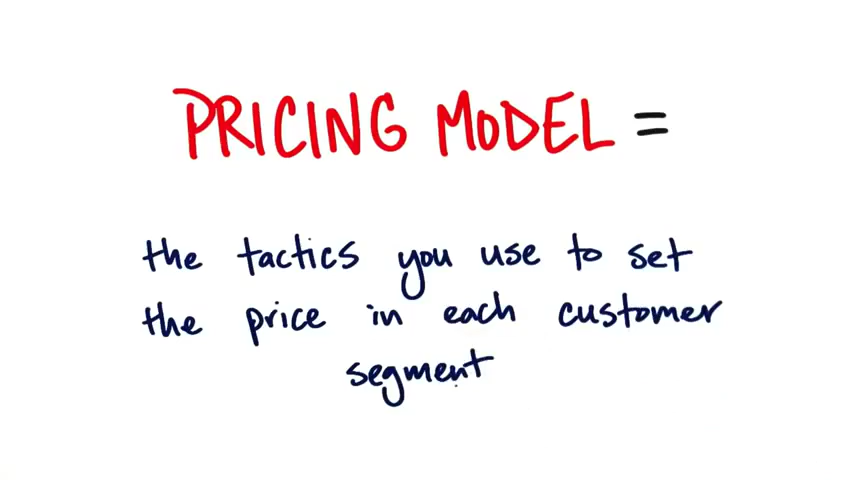 PRICING MODEL =
the tactics you use to set
the price in each customer
segment